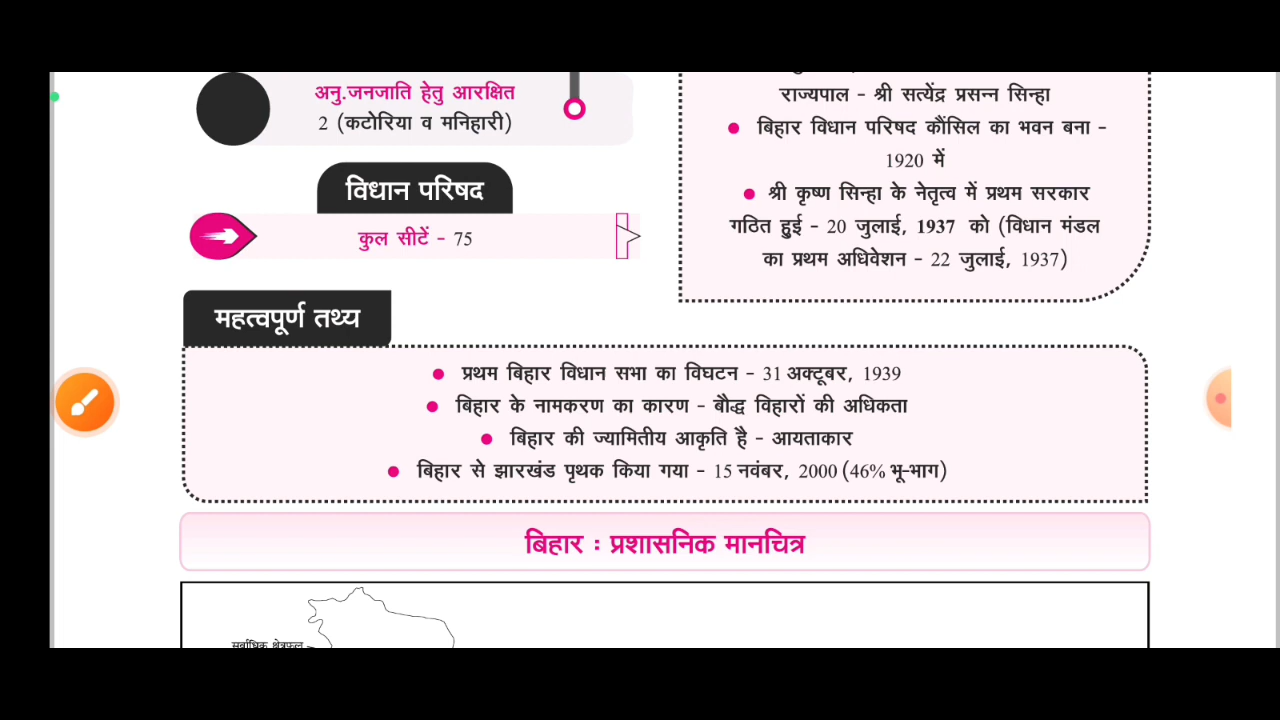 अनु.जनजाति हेतु आरक्षित
2 (कटोरिया व मनिहारी)
विधान परिषद
कुल सीटें - 75
राज्यपाल - श्री सत्येंद्र प्रसन्न सिन्हा
● बिहार विधान परिषद कौंसिल का भवन बना -
1920 में
● श्री कृष्ण सिन्हा के नेतृत्व में प्रथम सरकार
गठित हुई - 20 जुलाई, 1937 को (विधान मंडल
का प्रथम अधिवेशन - 22 जुलाई, 1937)
महत्वपूर्ण तथ्य
● प्रथम बिहार विधान सभा का विघटन - 31 अक्टूबर, 1939
● बिहार के नामकरण का कारण - बौद्ध विहारों की अधिकता
● बिहार की ज्यामितीय आकृति है - आयताकार
● बिहार से झारखंड पृथक किया गया - 15 नवंबर, 2000 (46% भू-भाग)
बिहार : प्रशासनिक मानचित्र
सर्वाधिक क्षेत्रफल